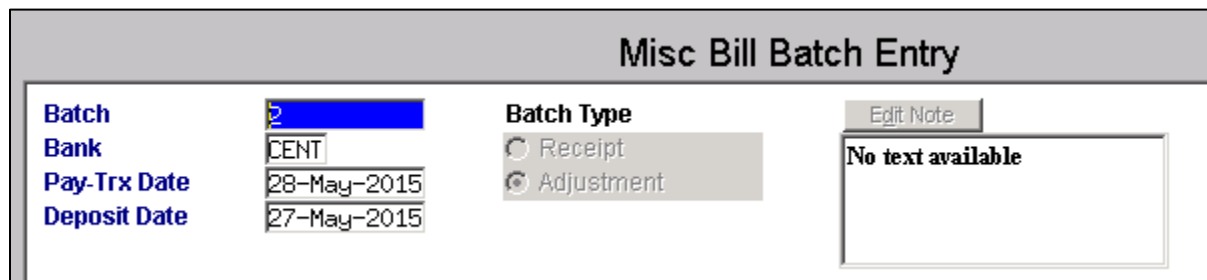 Misc Bill Batch Entry
Batch 2 Batch Type Edit Note
Bank CENT Receipt No text available
Pay-Trx Date 28-May-2015 Adjustment
Deposit Date 27-May-2015